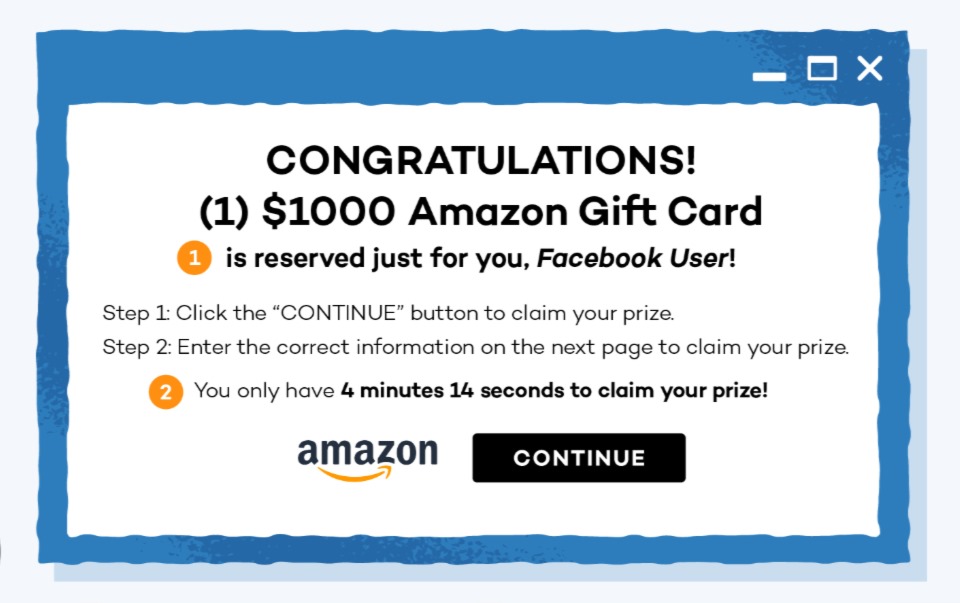 CONGRATULATIONS!
(1) $1000 Amazon Gift Card
1 is reserved just for you, Facebook User!
Step 1: Click the “CONTINUE” button to claim your prize.
Step 2: Enter the correct information on the next page to claim your prize.
2 You only have 4 minutes 14 seconds to claim your prize!
amazon CONTINUE